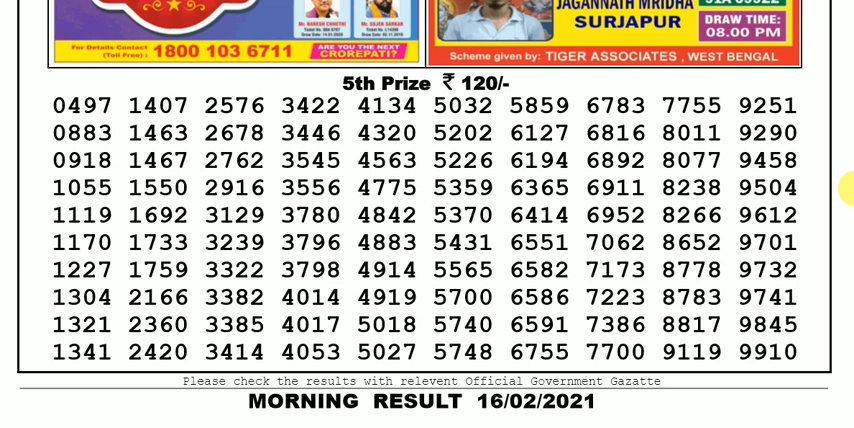 Mr. NARESH CHHETRI
Mr. SUJEN SARKAR
For Details Contact
(Toll Free) : 1800 103 6711
ARE YOU THE NEXT
CROREPATI?
JAGANNATH MRIDHA
SURJAPUR
DRAW TIME:
08.00 PM
Scheme given by: TIGER ASSOCIATES , WEST BENGAL
5th Prize ₹ 120/-
0497 1407 2576 3422 4134 5032 5859 6783 7755 9251
0883 1463 2678 3446 4320 5202 6127 6816 8011 9290
0918 1467 2762 3545 4563 5226 6194 6892 8077 9458
1055 1550 2916 3556 4775 5359 6365 6911 8238 9504
1119 1692 3129 3780 4842 5370 6414 6952 8266 9612
1170 1733 3239 3796 4883 5431 6551 7062 8652 9701
1227 1759 3322 3798 4914 5565 6582 7173 8778 9732
1304 2166 3382 4014 4919 5700 6586 7223 8783 9741
1321 2360 3385 4017 5018 5740 6591 7386 8817 9845
1341 2420 3414 4053 5027 5748 6755 7700 9119 9910
Please check the results with relevent Official Government Gazatte
MORNING RESULT 16/02/2021